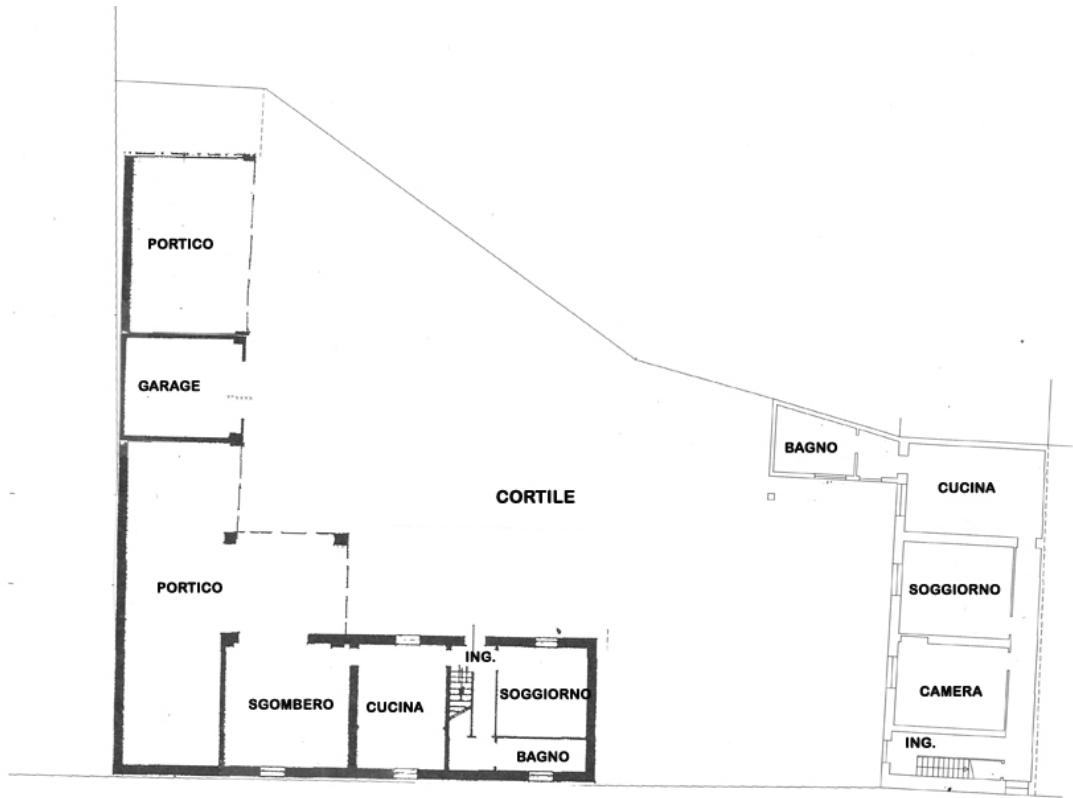 PORTICO
GARAGE
BAGNO
CUCINA
CORTILE
PORTICO
SOGGIORNO
ING.
SOGGIORNO
CAMERA
SGOMBERO
CUCINA
ING.
BAGNO